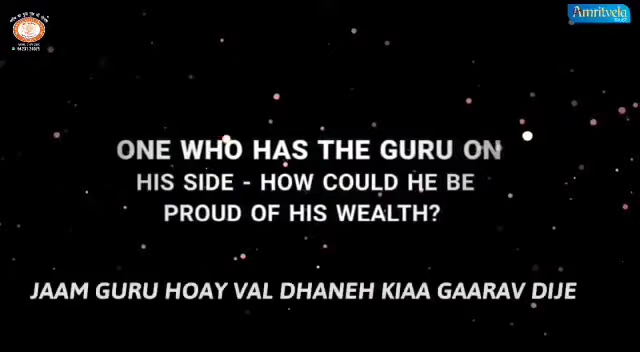 Amritvela
TRUST
ONE WHO HAS THE GURU ON
HIS SIDE - HOW COULD HE BE
PROUD OF HIS WEALTH?
JAAM GURU HOAY VAL DHANEH KIAA GAARAV DIJE